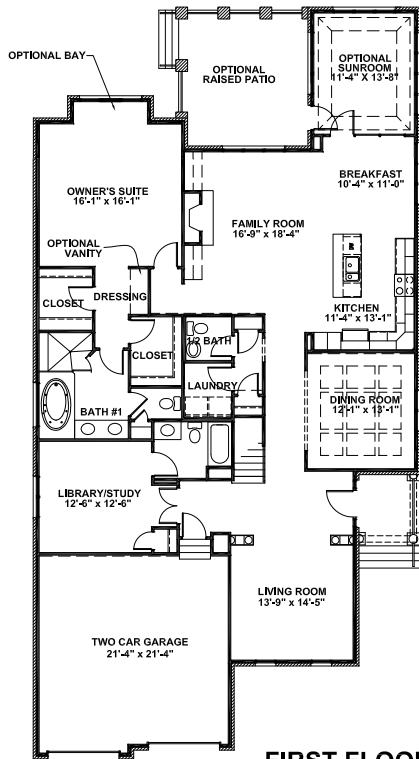 OPTIONAL BAY
OPTIONAL
RAISED PATIO
OPTIONAL
SUNROOM
11'-4" X 13'-8"
OWNER'S SUITE
16'-1" x 16'-1"
BREAKFAST
10'-4" x 11'-0"
FAMILY ROOM
16'-9" x 18'-4"
OPTIONAL
VANITY
CLOSET
DRESSING
KITCHEN
11'-4" x 13'-1"
1/2 BATH
CLOSET
LAUNDRY
BATH #1
DINING ROOM
12'-1" x 13'-1"
LIBRARY/STUDY
12'-6" x 12'-6"
LIVING ROOM
13'-9" x 14'-5"
TWO CAR GARAGE
21'-4" x 21'-4"
FIRST FLOOR